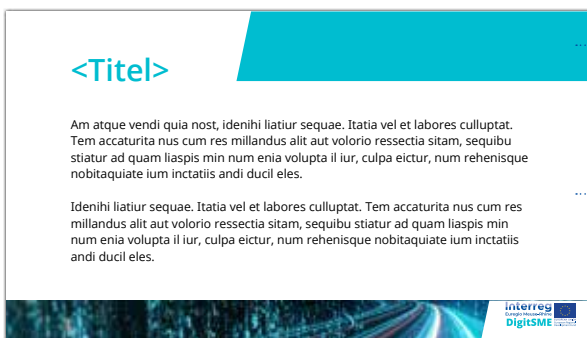 <Titel>
Am atque vendi quia nost, idenihi liatiur sequae. Itatia vel et labores culluptat.
Tem accaturita nus cum res millandus alit aut volorio ressectia sitam, sequibu
stiatur ad quam liaspis min num enia volupta il iur, culpa eictur, num rehenisque
nobitaquiate ium inctatiis andi ducil eles.
Idenihi liatiur sequae. Itatia vel et labores culluptat. Tem accaturita nus cum res
millandus alit aut volorio ressectia sitam, sequibu stiatur ad quam liaspis min
num enia volupta il iur, culpa eictur, num rehenisque nobitaquiate ium inctatiis
andi ducil eles.
Interreg
Euregio Meuse-Rhine
DigitSME